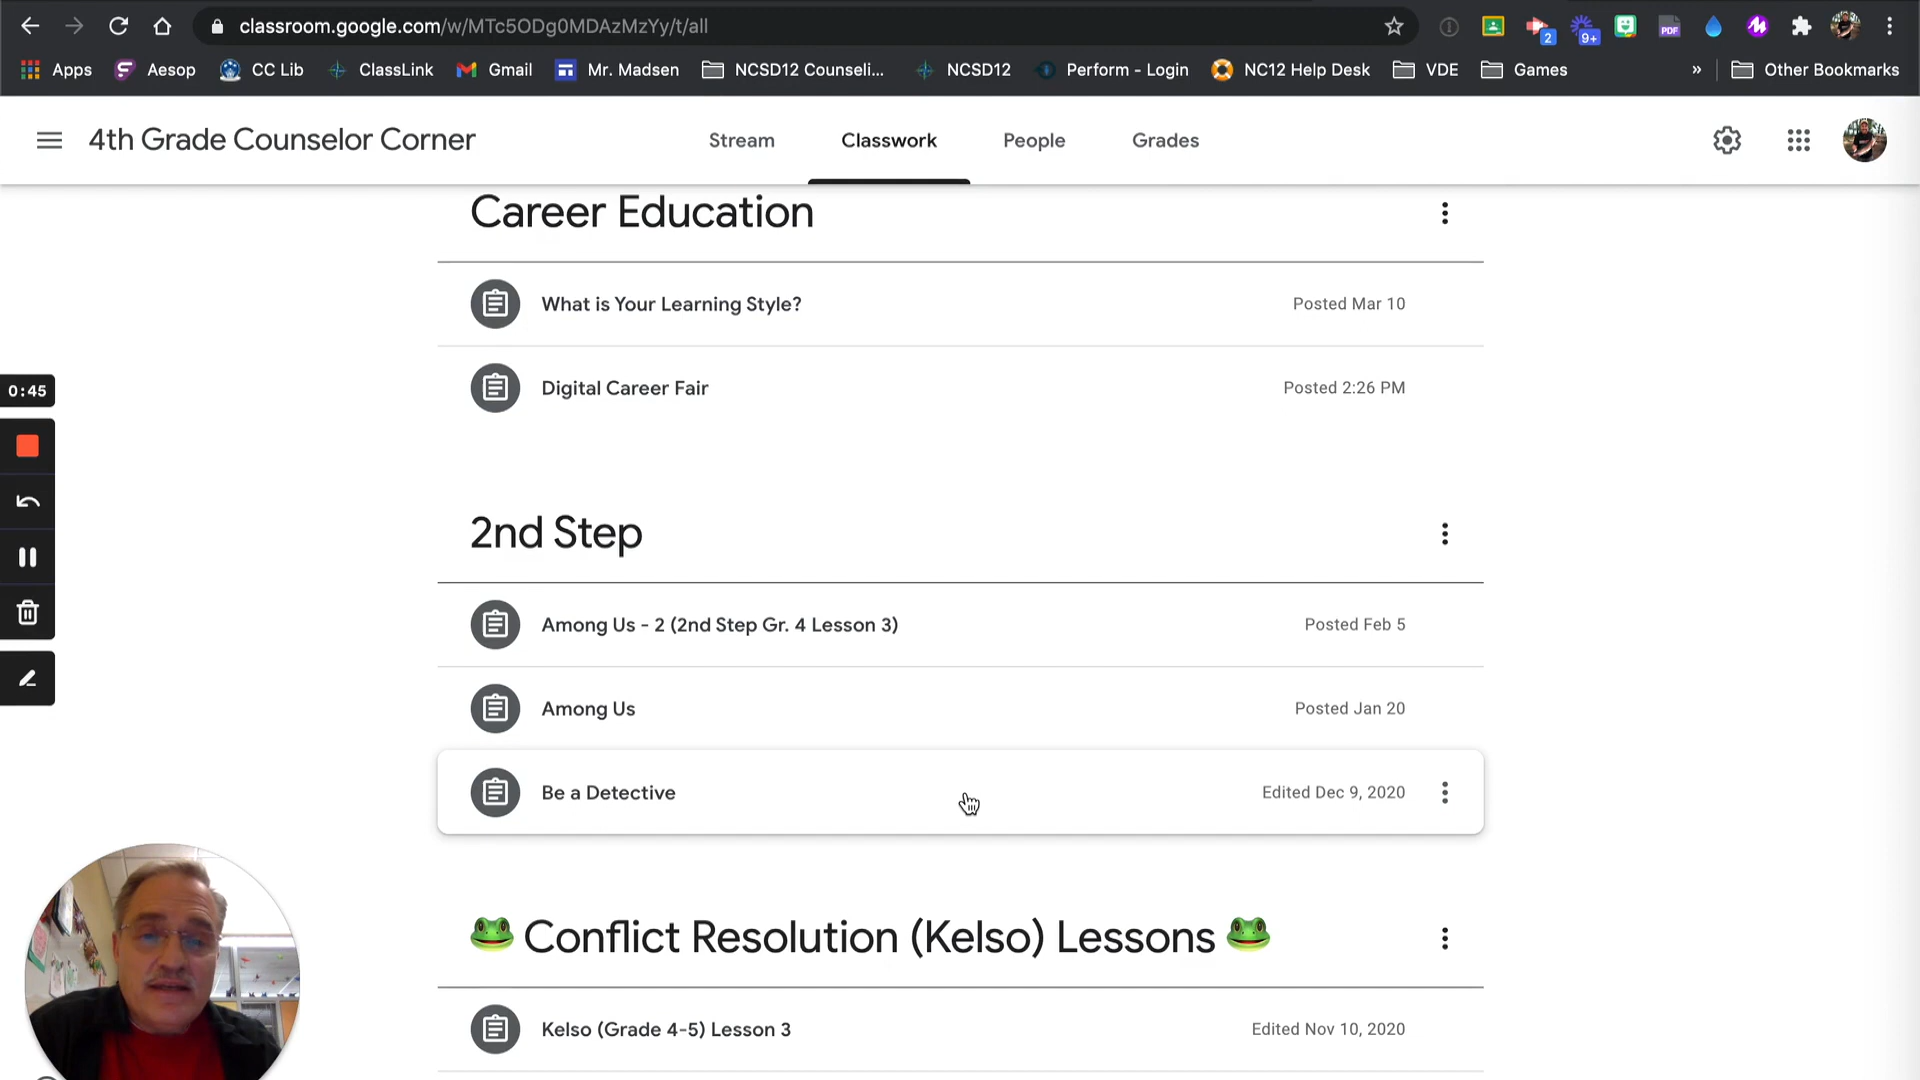 classroom.google.com/w/MTc5ODg0MDAzMzYy/t/all
2
9+
PDF
Apps
Aesop
CC Lib
ClassLink
Gmail
Mr. Madsen
NCSD12 Counseli...
NCSD12
Perform - Login
NC12 Help Desk
VDE
Games
»
Other Bookmarks
4th Grade Counselor Corner
Stream
Classwork
People
Grades
Career Education
What is Your Learning Style?
Posted Mar 10
0:45
Digital Career Fair
Posted 2:26 PM
2nd Step
Among Us - 2 (2nd Step Gr. 4 Lesson 3)
Posted Feb 5
Among Us
Posted Jan 20
Be a Detective
Edited Dec 9, 2020
🐸 Conflict Resolution (Kelso) Lessons 🐸
Kelso (Grade 4-5) Lesson 3
Edited Nov 10, 2020